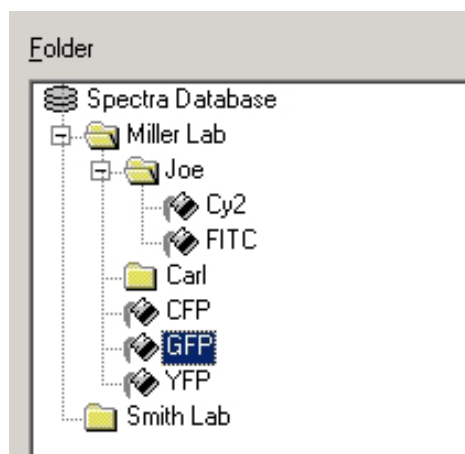 Folder
Spectra Database
Miller Lab
Joe
Cy2
FITC
Carl
CFP
GFP
YFP
Smith Lab